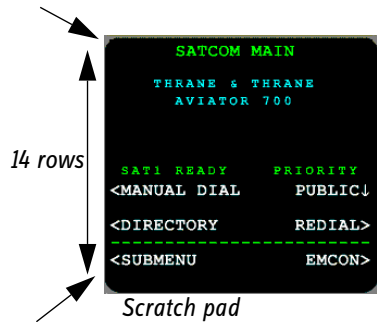 SATCOM MAIN
THRANE & THRANE
AVIATOR 700
14 rows
SAT1 READY PRIORITY
<MANUAL DIAL PUBLIC↓
<DIRECTORY REDIAL>
--------------------------
<SUBMENU EMCON>
Scratch pad